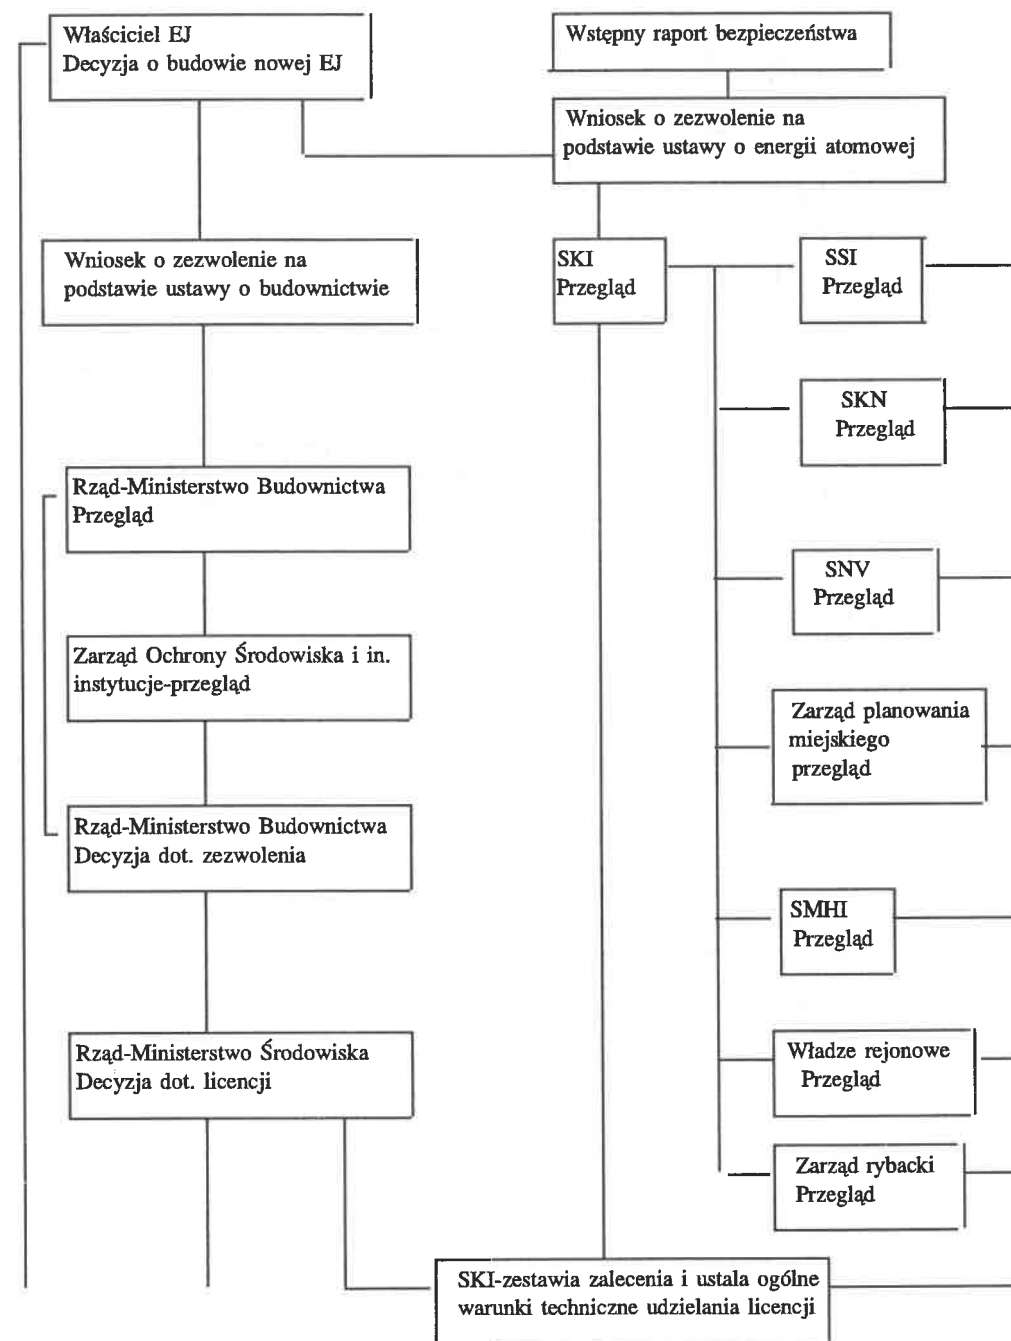 Właściciel EJ
Decyzja o budowie nowej EJ
Wstępny raport bezpieczeństwa
Wniosek o zezwolenie na
podstawie ustawy o energii atomowej
Wniosek o zezwolenie na
podstawie ustawy o budownictwie
SKI
Przegląd
SSI
Przegląd
SKN
Przegląd
Rząd-Ministerstwo Budownictwa
Przegląd
SNV
Przegląd
Zarząd Ochrony Środowiska i in.
instytucje-przegląd
Zarząd planowania
miejskiego
przegląd
Rząd-Ministerstwo Budownictwa
Decyzja dot. zezwolenia
SMHI
Przegląd
Rząd-Ministerstwo Środowiska
Decyzja dot. licencji
Władze rejonowe
Przegląd
Zarząd rybacki
Przegląd
SKI-zestawia zalecenia i ustala ogólne
warunki techniczne udzielania licencji